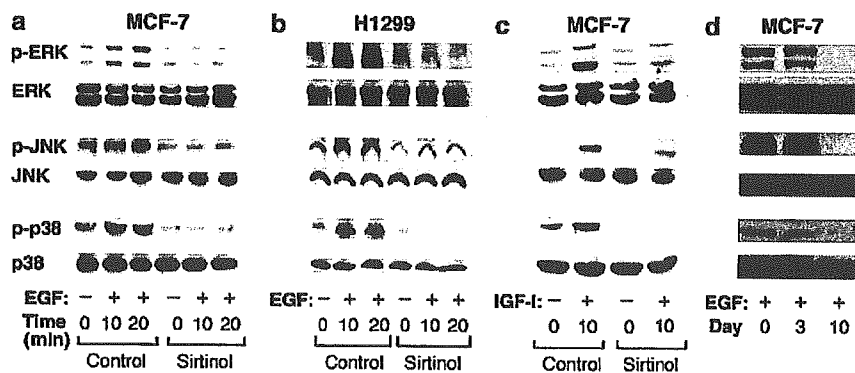 a MCF-7 b H1299 c MCF-7 d MCF-7
p-ERK
ERK
p-JNK
JNK
p-p38
p38
EGF: − + + − + + EGF: − + + − + + IGF-I: − + − + EGF: + + +
Time (min) 0 10 20 0 10 20 0 10 20 0 10 20 0 10 0 10 Day 0 3 10
Control Sirtinol Control Sirtinol Control Sirtinol